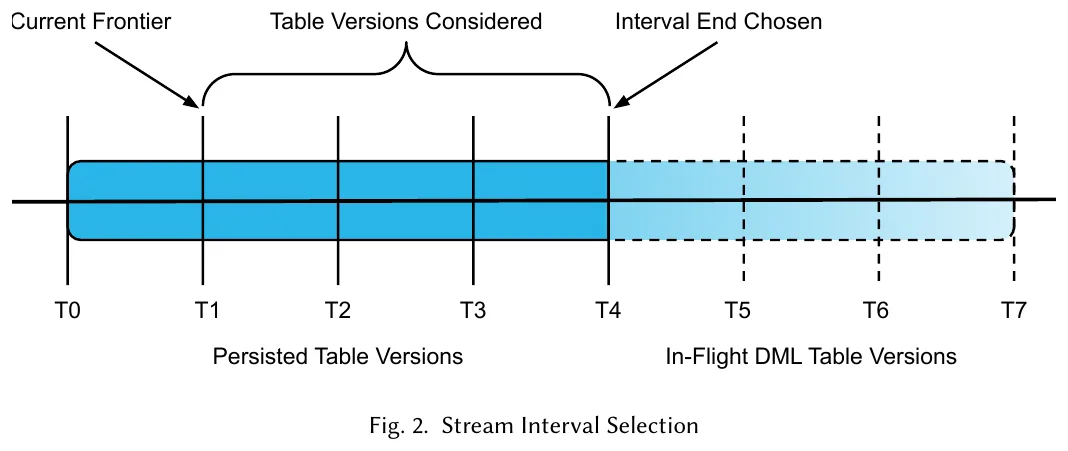 Current Frontier Table Versions Considered Interval End Chosen
T0 T1 T2 T3 T4 T5 T6 T7
Persisted Table Versions In-Flight DML Table Versions
Fig. 2. Stream Interval Selection